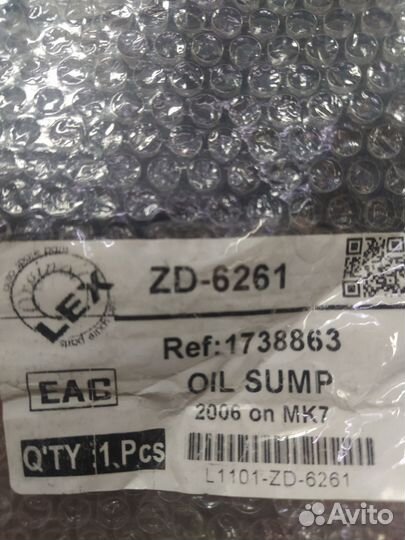 LEX
ZD-6261
Ref:1738863
EAC
OIL SUMP
2006 on MK7
Q'TY 1.Pcs
L1101-ZD-6261
Avito